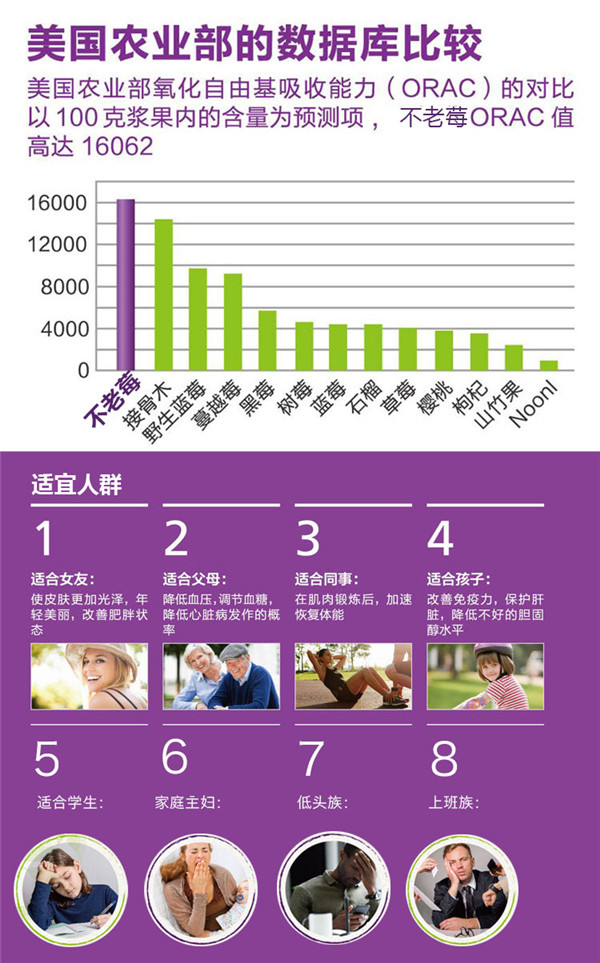 美国农业部的数据库比较
美国农业部氧化自由基吸收能力（ORAC）的对比
以100克浆果内的含量为预测项，不老莓ORAC 值
高达 16062
16000
12000
8000
4000
0
不老莓
接骨木
野生蓝莓
蔓越莓
黑莓
树莓
蓝莓
石榴
草莓
樱桃
枸杞
山竹果
NoonI
适宜人群
1
适合女友：
使皮肤更加光泽，年
轻美丽，改善肥胖状
态
2
适合父母：
降低血压，调节血糖，
降低心脏病发作的概
率
3
适合同事：
在肌肉锻炼后，加速
恢复体能
4
适合孩子：
改善免疫力，保护肝
脏，降低不好的胆固
醇水平
5
适合学生：
6
家庭主妇：
7
低头族：
8
上班族：